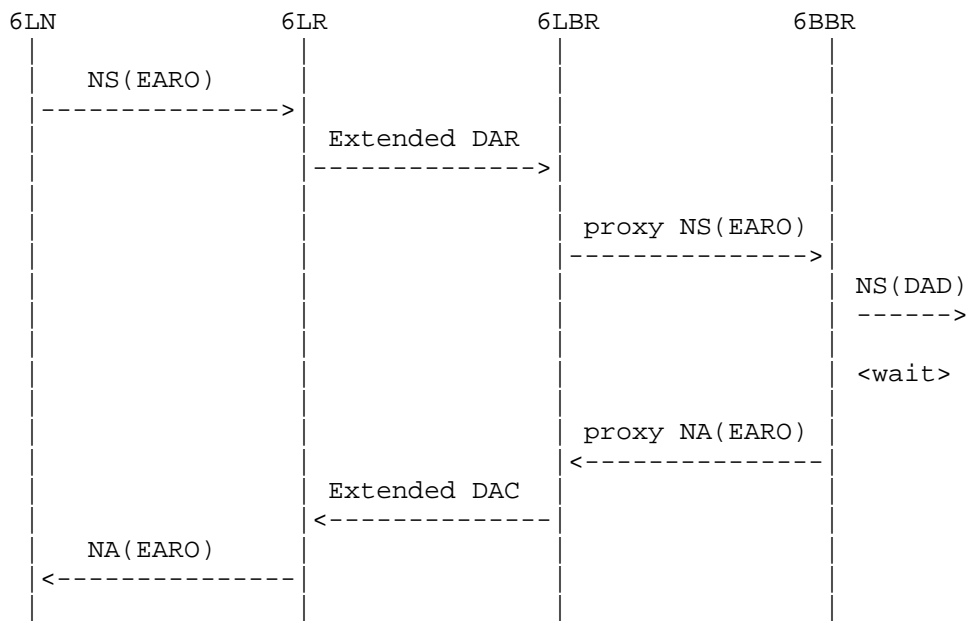 6LN 6LR 6LBR 6BBR
NS(EARO)
Extended DAR
proxy NS(EARO)
NS(DAD)
<wait>
proxy NA(EARO)
Extended DAC
NA(EARO)